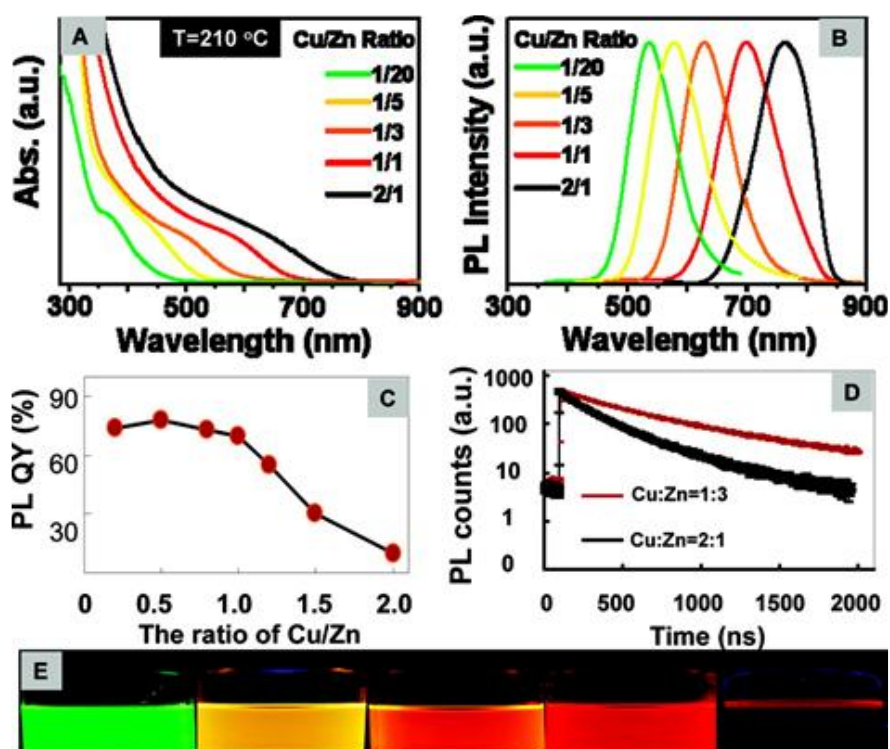 A
T=210 °C
Cu/Zn Ratio
1/20
1/5
1/3
1/1
2/1
Abs. (a.u.)
300 500 700 900
Wavelength (nm)
B
Cu/Zn Ratio
1/20
1/5
1/3
1/1
2/1
PL Intensity (a.u.)
300 500 700 900
Wavelength (nm)
C
PL QY (%)
90
60
30
0 0.5 1.0 1.5 2.0
The ratio of Cu/Zn
D
PL counts (a.u.)
1000
100
10
1
0
Cu:Zn=1:3
Cu:Zn=2:1
0 500 1000 1500 2000
Time (ns)
E